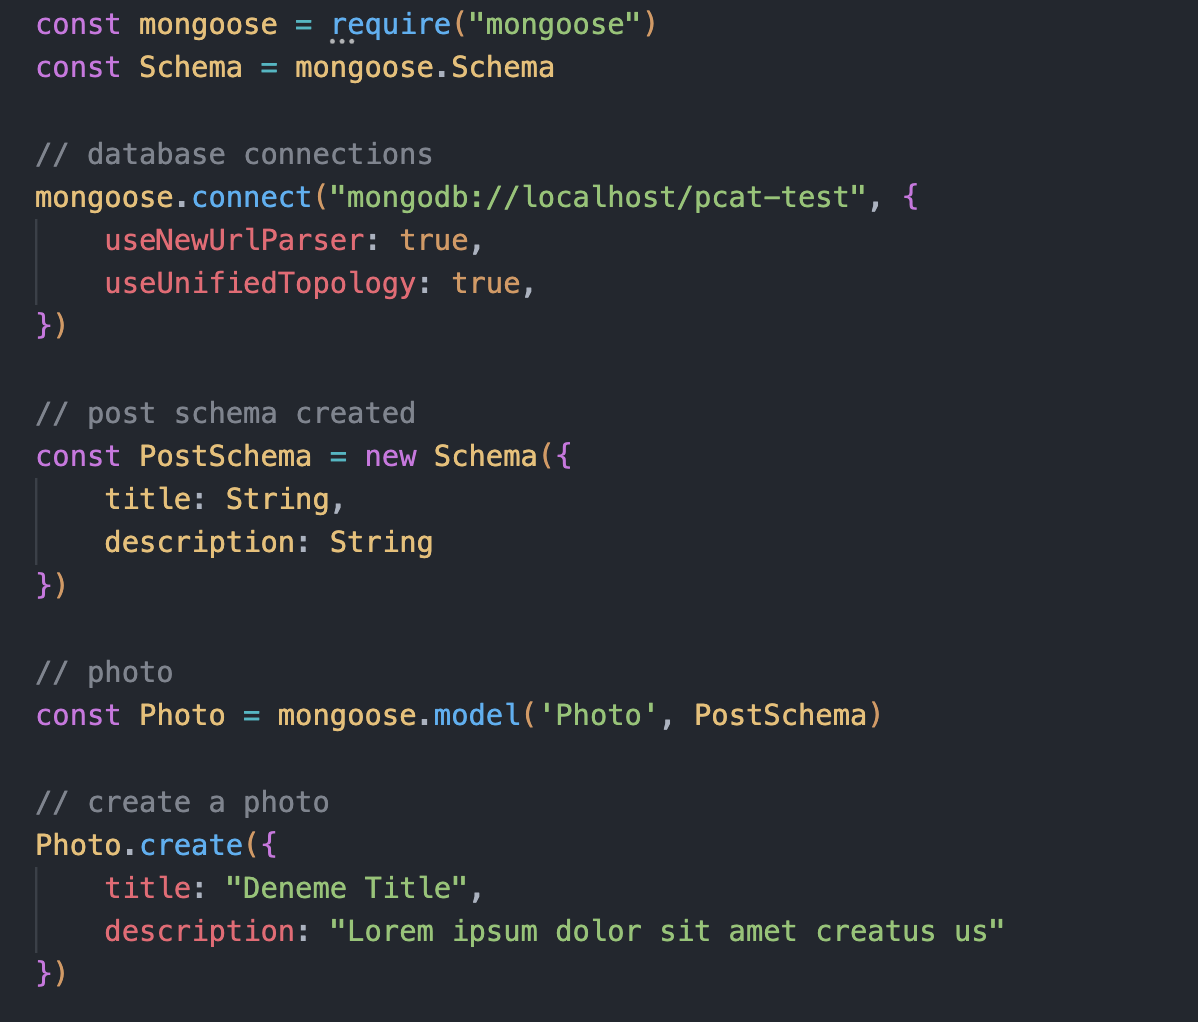 const mongoose = require("mongoose")
const Schema = mongoose.Schema

// database connections
mongoose.connect("mongodb://localhost/pcat-test", {
    useNewUrlParser: true,
    useUnifiedTopology: true,
})

// post schema created
const PostSchema = new Schema({
    title: String,
    description: String
})

// photo
const Photo = mongoose.model('Photo', PostSchema)

// create a photo
Photo.create({
    title: "Deneme Title",
    description: "Lorem ipsum dolor sit amet creatus us"
})